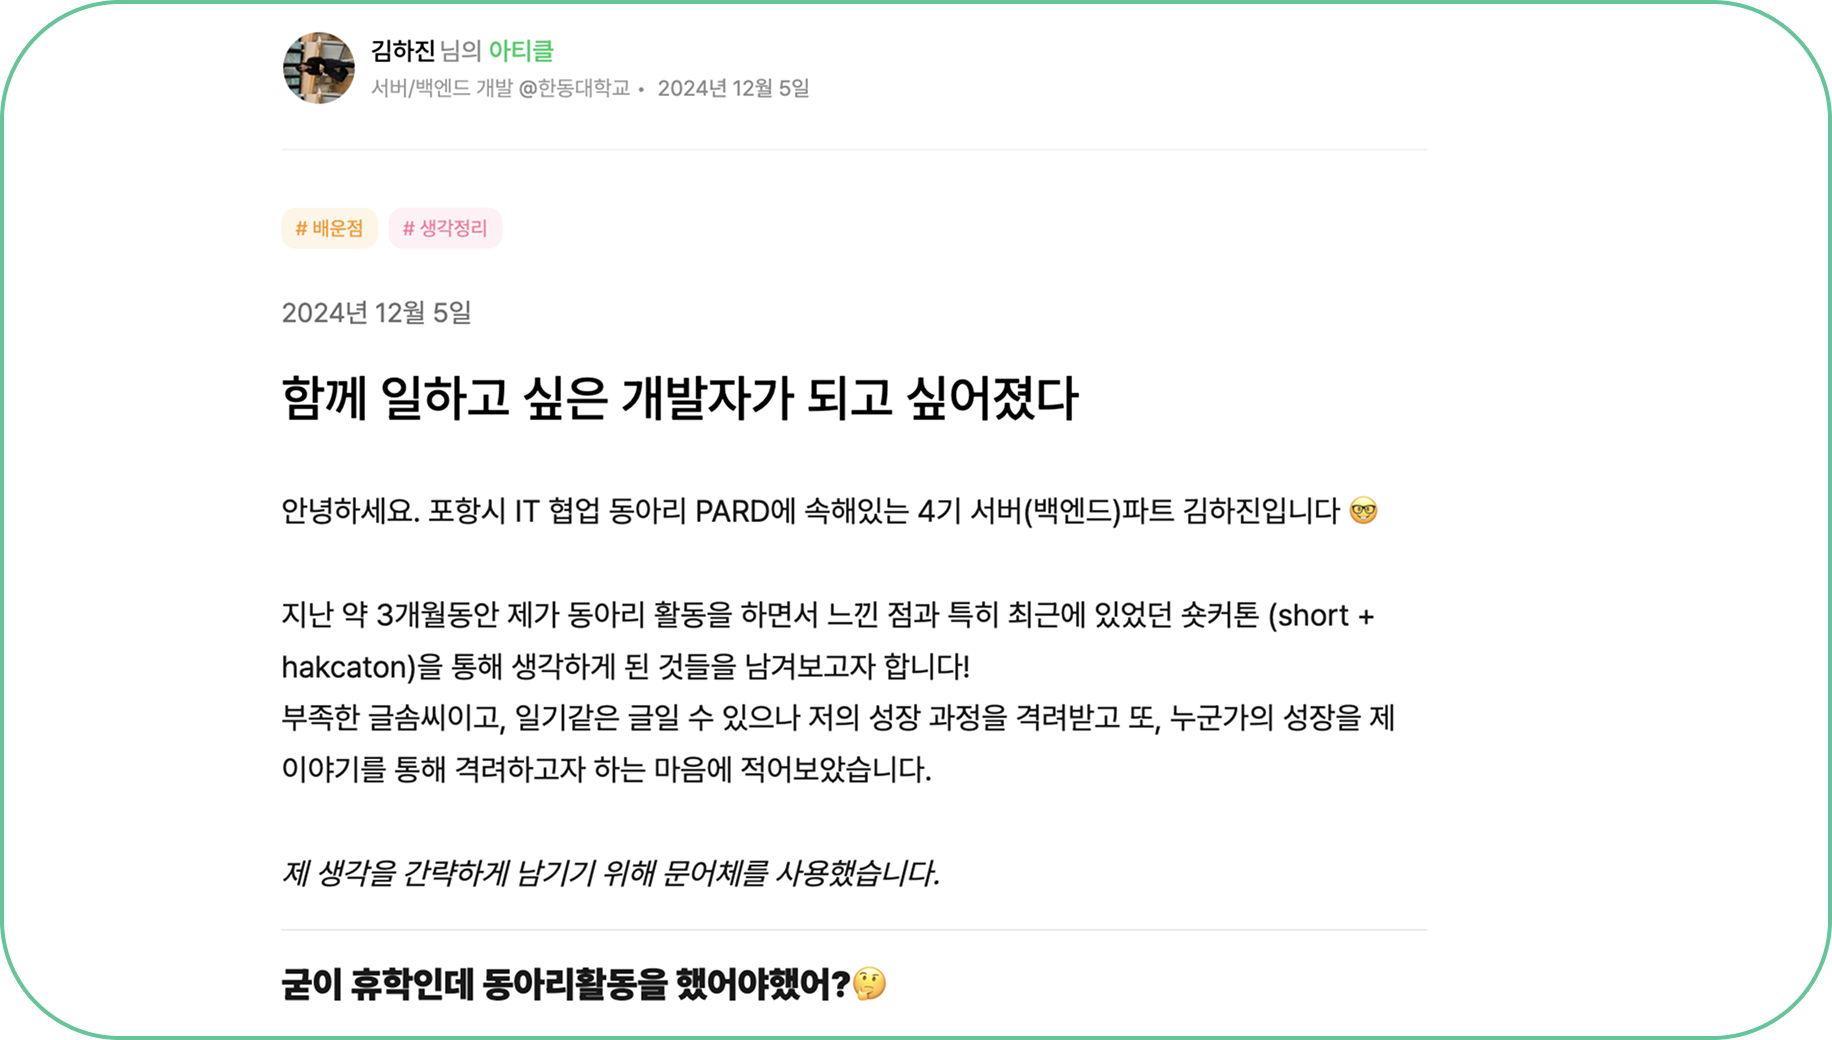 김하진 님의 아티클
서버/백엔드 개발 @한동대학교 • 2024년 12월 5일
# 배운점 # 생각정리
2024년 12월 5일
함께 일하고 싶은 개발자가 되고 싶어졌다
안녕하세요. 포항시 IT 협업 동아리 PARD에 속해있는 4기 서버(백엔드)파트 김하진입니다 🤓
지난 약 3개월동안 제가 동아리 활동을 하면서 느낀 점과 특히 최근에 있었던 숏커톤 (short +
hakcaton)을 통해 생각하게 된 것들을 남겨보고자 합니다!
부족한 글솜씨이고, 일기같은 글일 수 있으나 저의 성장 과정을 격려받고 또, 누군가의 성장을 제
이야기를 통해 격려하고자 하는 마음에 적어보았습니다.
제 생각을 간략하게 남기기 위해 문어체를 사용했습니다.
굳이 휴학인데 동아리활동을 했어야했어?🤔